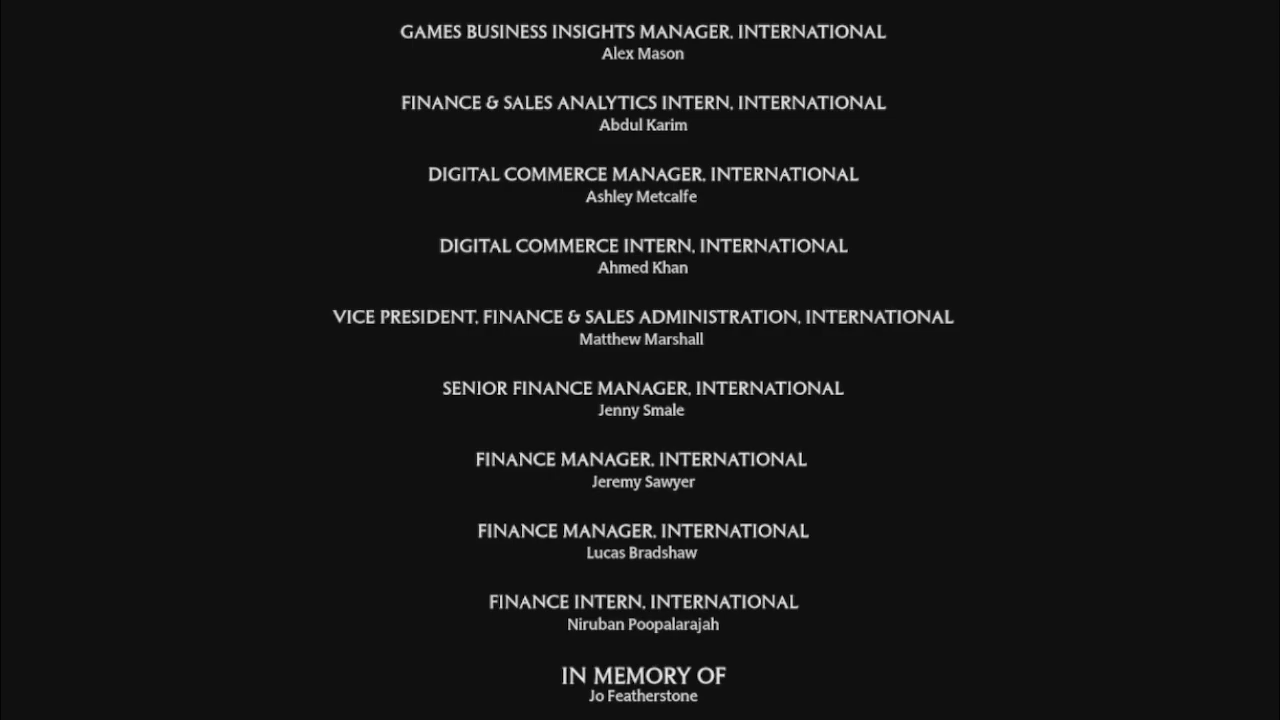 GAMES BUSINESS INSIGHTS MANAGER, INTERNATIONAL
Alex Mason
FINANCE & SALES ANALYTICS INTERN, INTERNATIONAL
Abdul Karim
DIGITAL COMMERCE MANAGER, INTERNATIONAL
Ashley Metcalfe
DIGITAL COMMERCE INTERN, INTERNATIONAL
Ahmed Khan
VICE PRESIDENT, FINANCE & SALES ADMINISTRATION, INTERNATIONAL
Matthew Marshall
SENIOR FINANCE MANAGER, INTERNATIONAL
Jenny Smale
FINANCE MANAGER, INTERNATIONAL
Jeremy Sawyer
FINANCE MANAGER, INTERNATIONAL
Lucas Bradshaw
FINANCE INTERN, INTERNATIONAL
Niruban Poopalarajah
IN MEMORY OF
Jo Featherstone